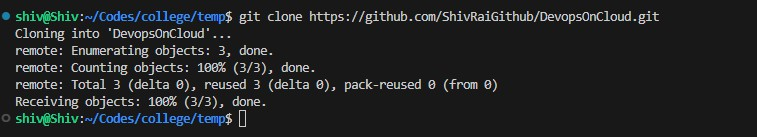 shiv@Shiv:~/Codes/college/temp$ git clone https://github.com/ShivRaiGithub/DevopsOnCloud.git
Cloning into 'DevopsOnCloud'...
remote: Enumerating objects: 3, done.
remote: Counting objects: 100% (3/3), done.
remote: Total 3 (delta 0), reused 3 (delta 0), pack-reused 0 (from 0)
Receiving objects: 100% (3/3), done.
shiv@Shiv:~/Codes/college/temp$